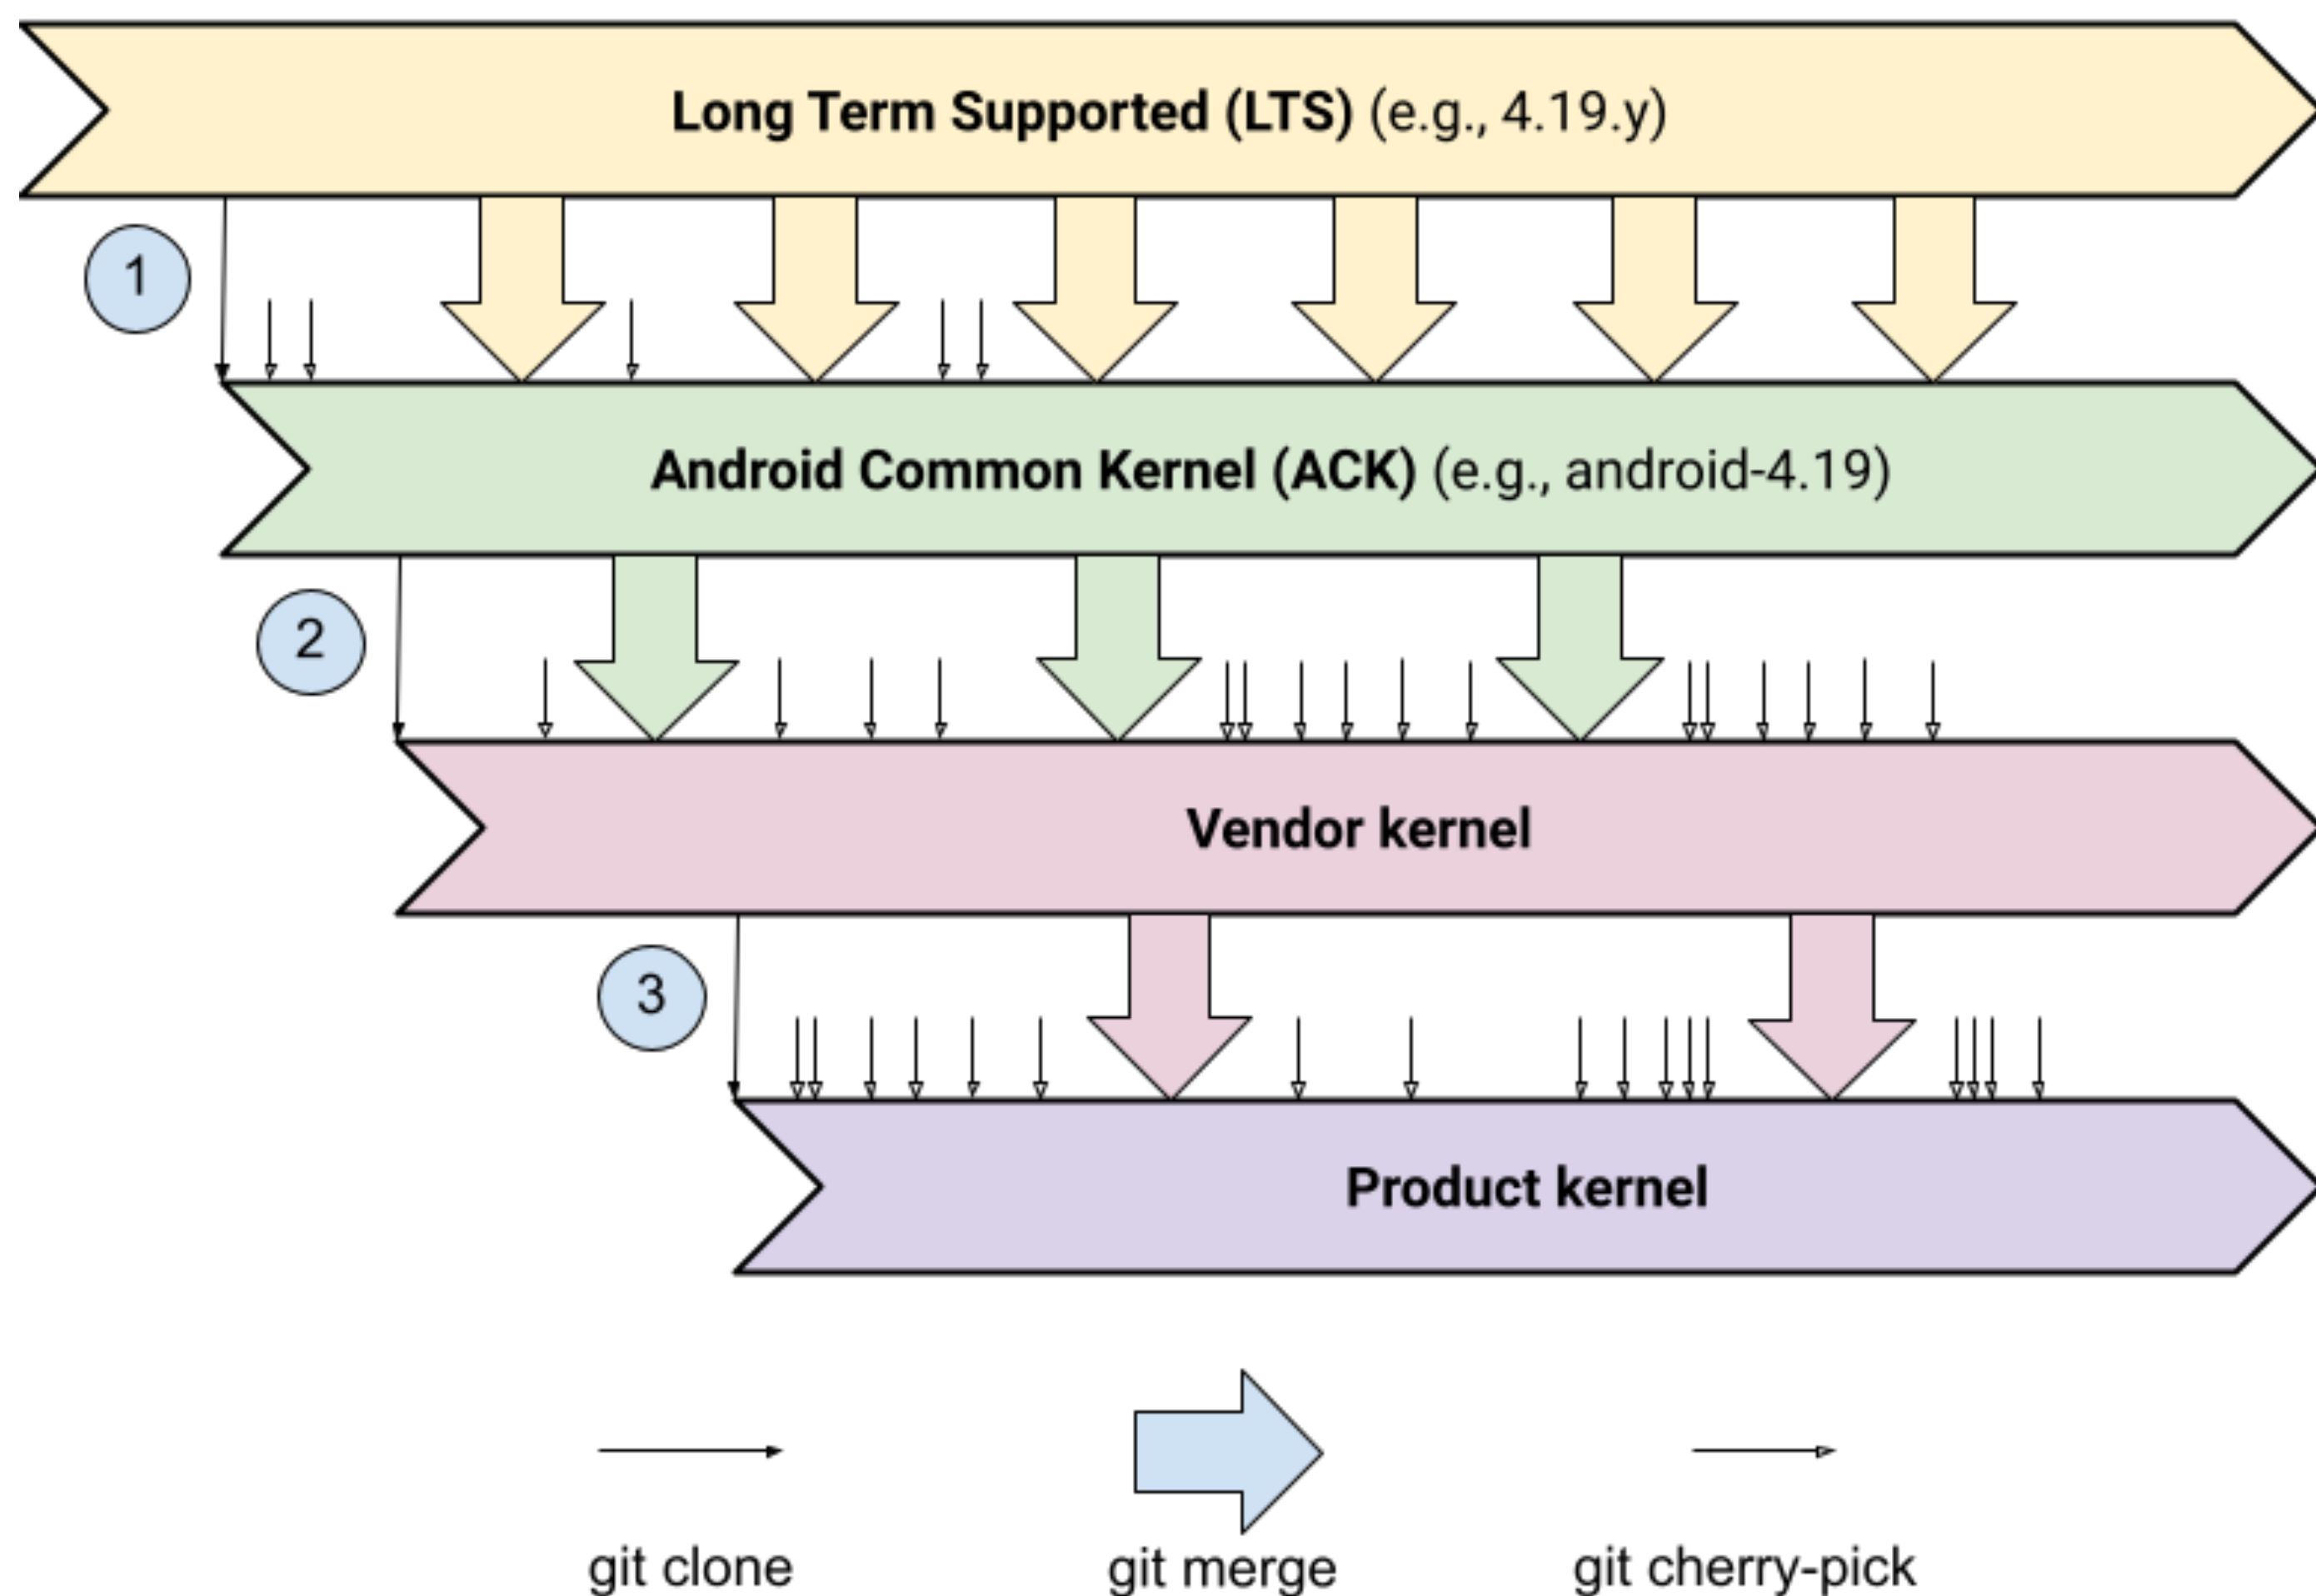 Long Term Supported (LTS) (e.g., 4.19.y)
1
Android Common Kernel (ACK) (e.g., android-4.19)
2
Vendor kernel
3
Product kernel
git clone
git merge
git cherry-pick